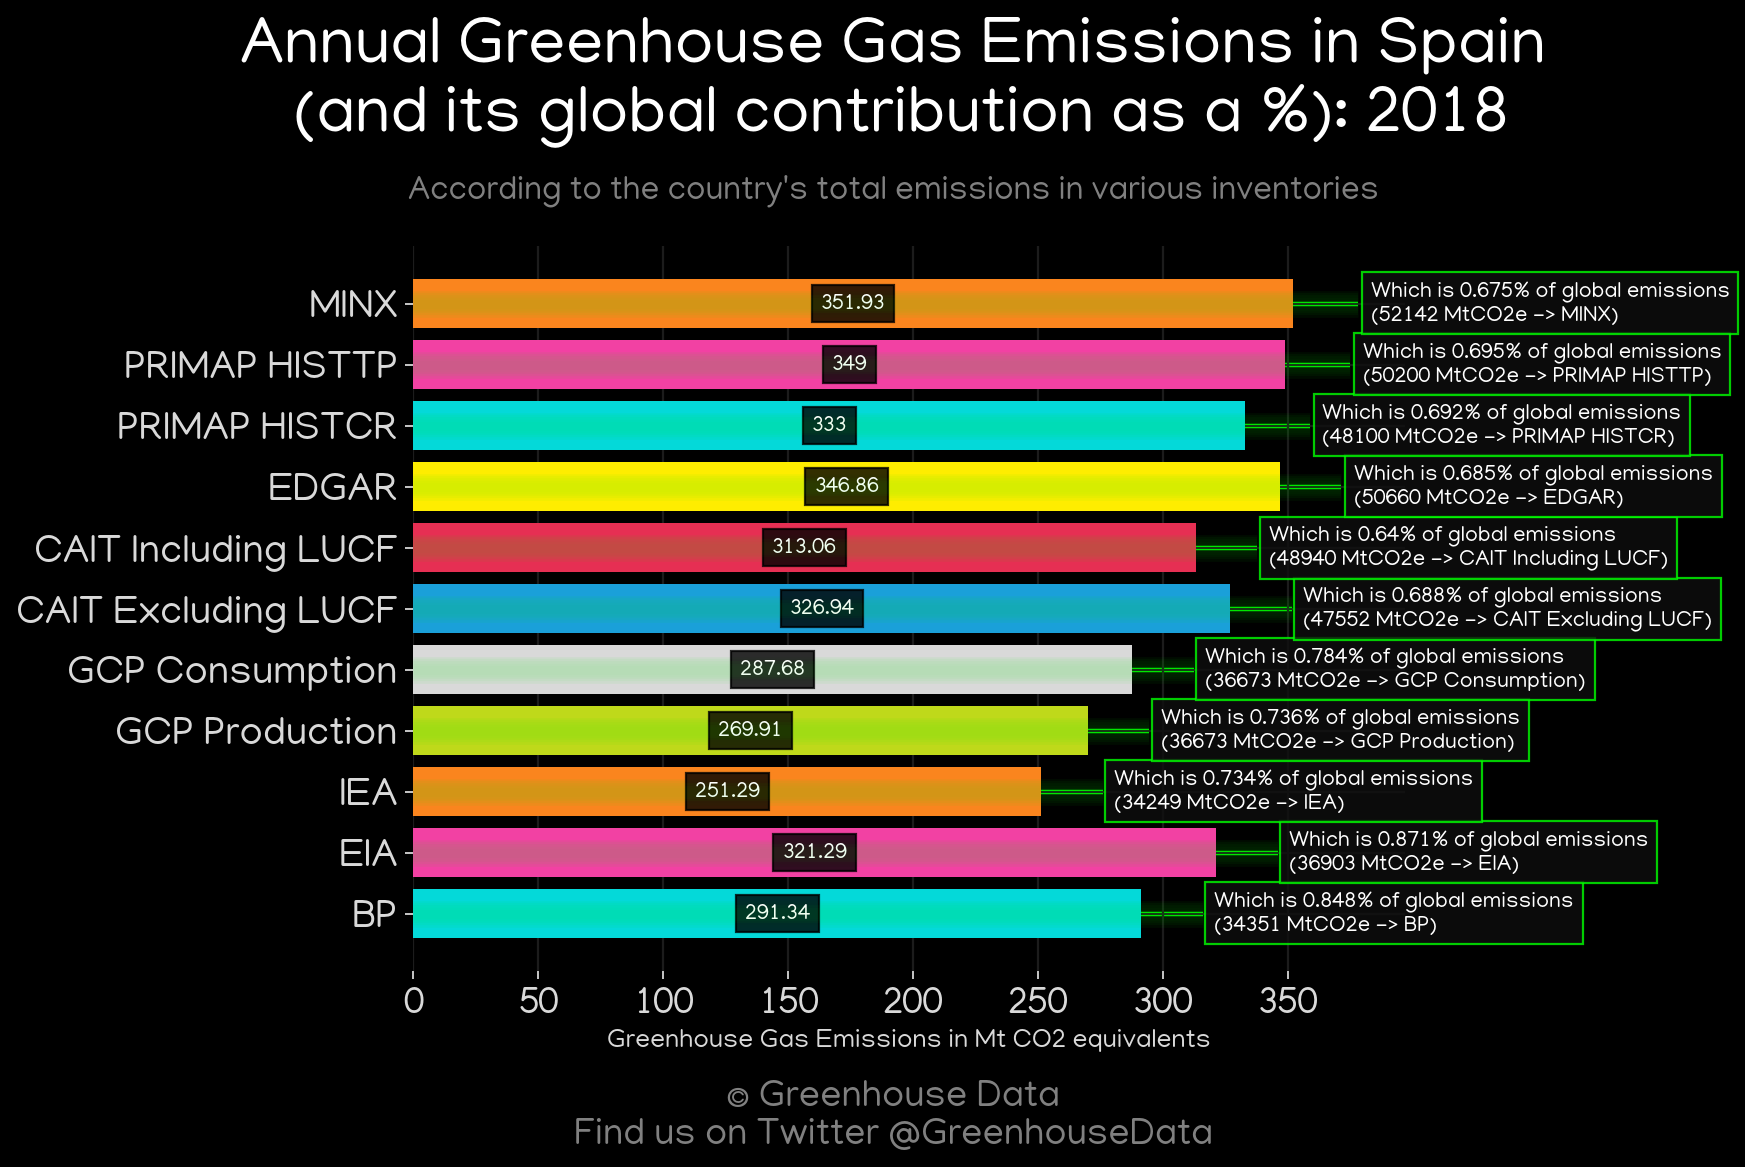 Annual Greenhouse Gas Emissions in Spain
(and its global contribution as a %): 2018
According to the country's total emissions in various inventories
MINX
351.93
Which is 0.675% of global emissions
(52142 MtCO2e -> MINX)
PRIMAP HISTTP
349
Which is 0.695% of global emissions
(50200 MtCO2e -> PRIMAP HISTTP)
PRIMAP HISTCR
333
Which is 0.692% of global emissions
(48100 MtCO2e -> PRIMAP HISTCR)
EDGAR
346.86
Which is 0.685% of global emissions
(50660 MtCO2e -> EDGAR)
CAIT Including LUCF
313.06
Which is 0.64% of global emissions
(48940 MtCO2e -> CAIT Including LUCF)
CAIT Excluding LUCF
326.94
Which is 0.688% of global emissions
(47552 MtCO2e -> CAIT Excluding LUCF)
GCP Consumption
287.68
Which is 0.784% of global emissions
(36673 MtCO2e -> GCP Consumption)
GCP Production
269.91
Which is 0.736% of global emissions
(36673 MtCO2e -> GCP Production)
IEA
251.29
Which is 0.734% of global emissions
(34249 MtCO2e -> IEA)
EIA
321.29
Which is 0.871% of global emissions
(36903 MtCO2e -> EIA)
BP
291.34
Which is 0.848% of global emissions
(34351 MtCO2e -> BP)
0 50 100 150 200 250 300 350
Greenhouse Gas Emissions in Mt CO2 equivalents
© Greenhouse Data
Find us on Twitter @GreenhouseData